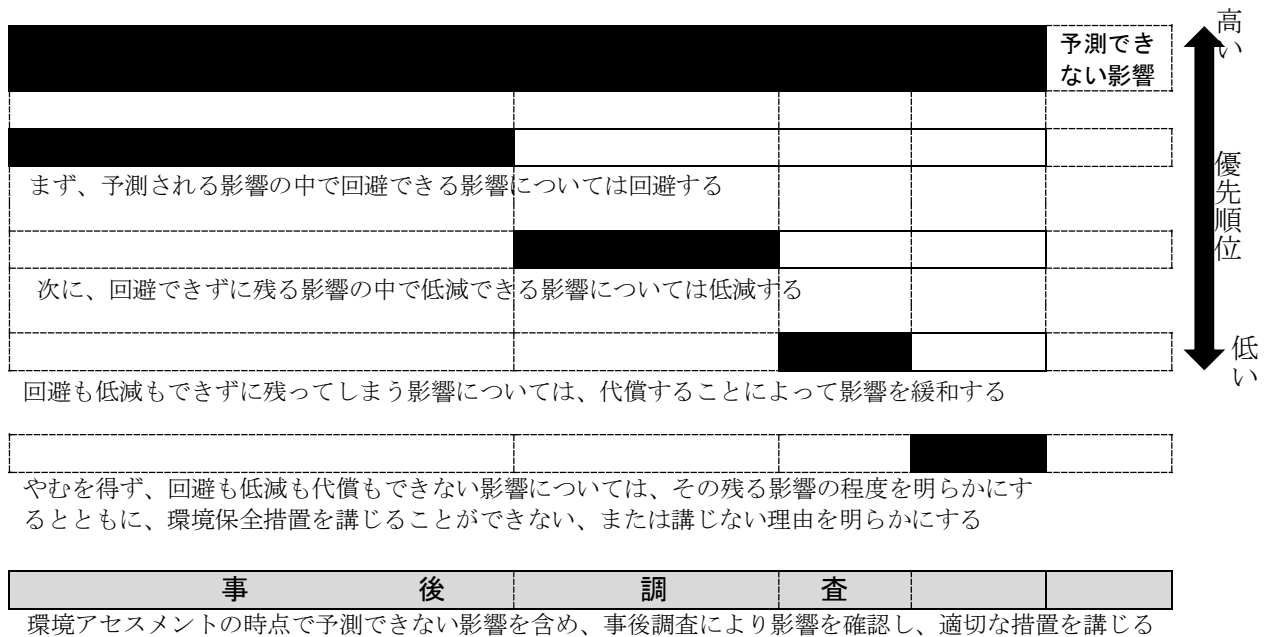 高い
予測でき
ない影響
まず、予測される影響の中で回避できる影響については回避する
優先順位
次に、回避できずに残る影響の中で低減できる影響については低減する
低い
回避も低減もできずに残ってしまう影響については、代償することによって影響を緩和する
やむを得ず、回避も低減も代償もできない影響については、その残る影響の程度を明らかにす
るとともに、環境保全措置を講じることができない、または講じない理由を明らかにする
事後調査
環境アセスメントの時点で予測できない影響を含め、事後調査により影響を確認し、適切な措置を講じる